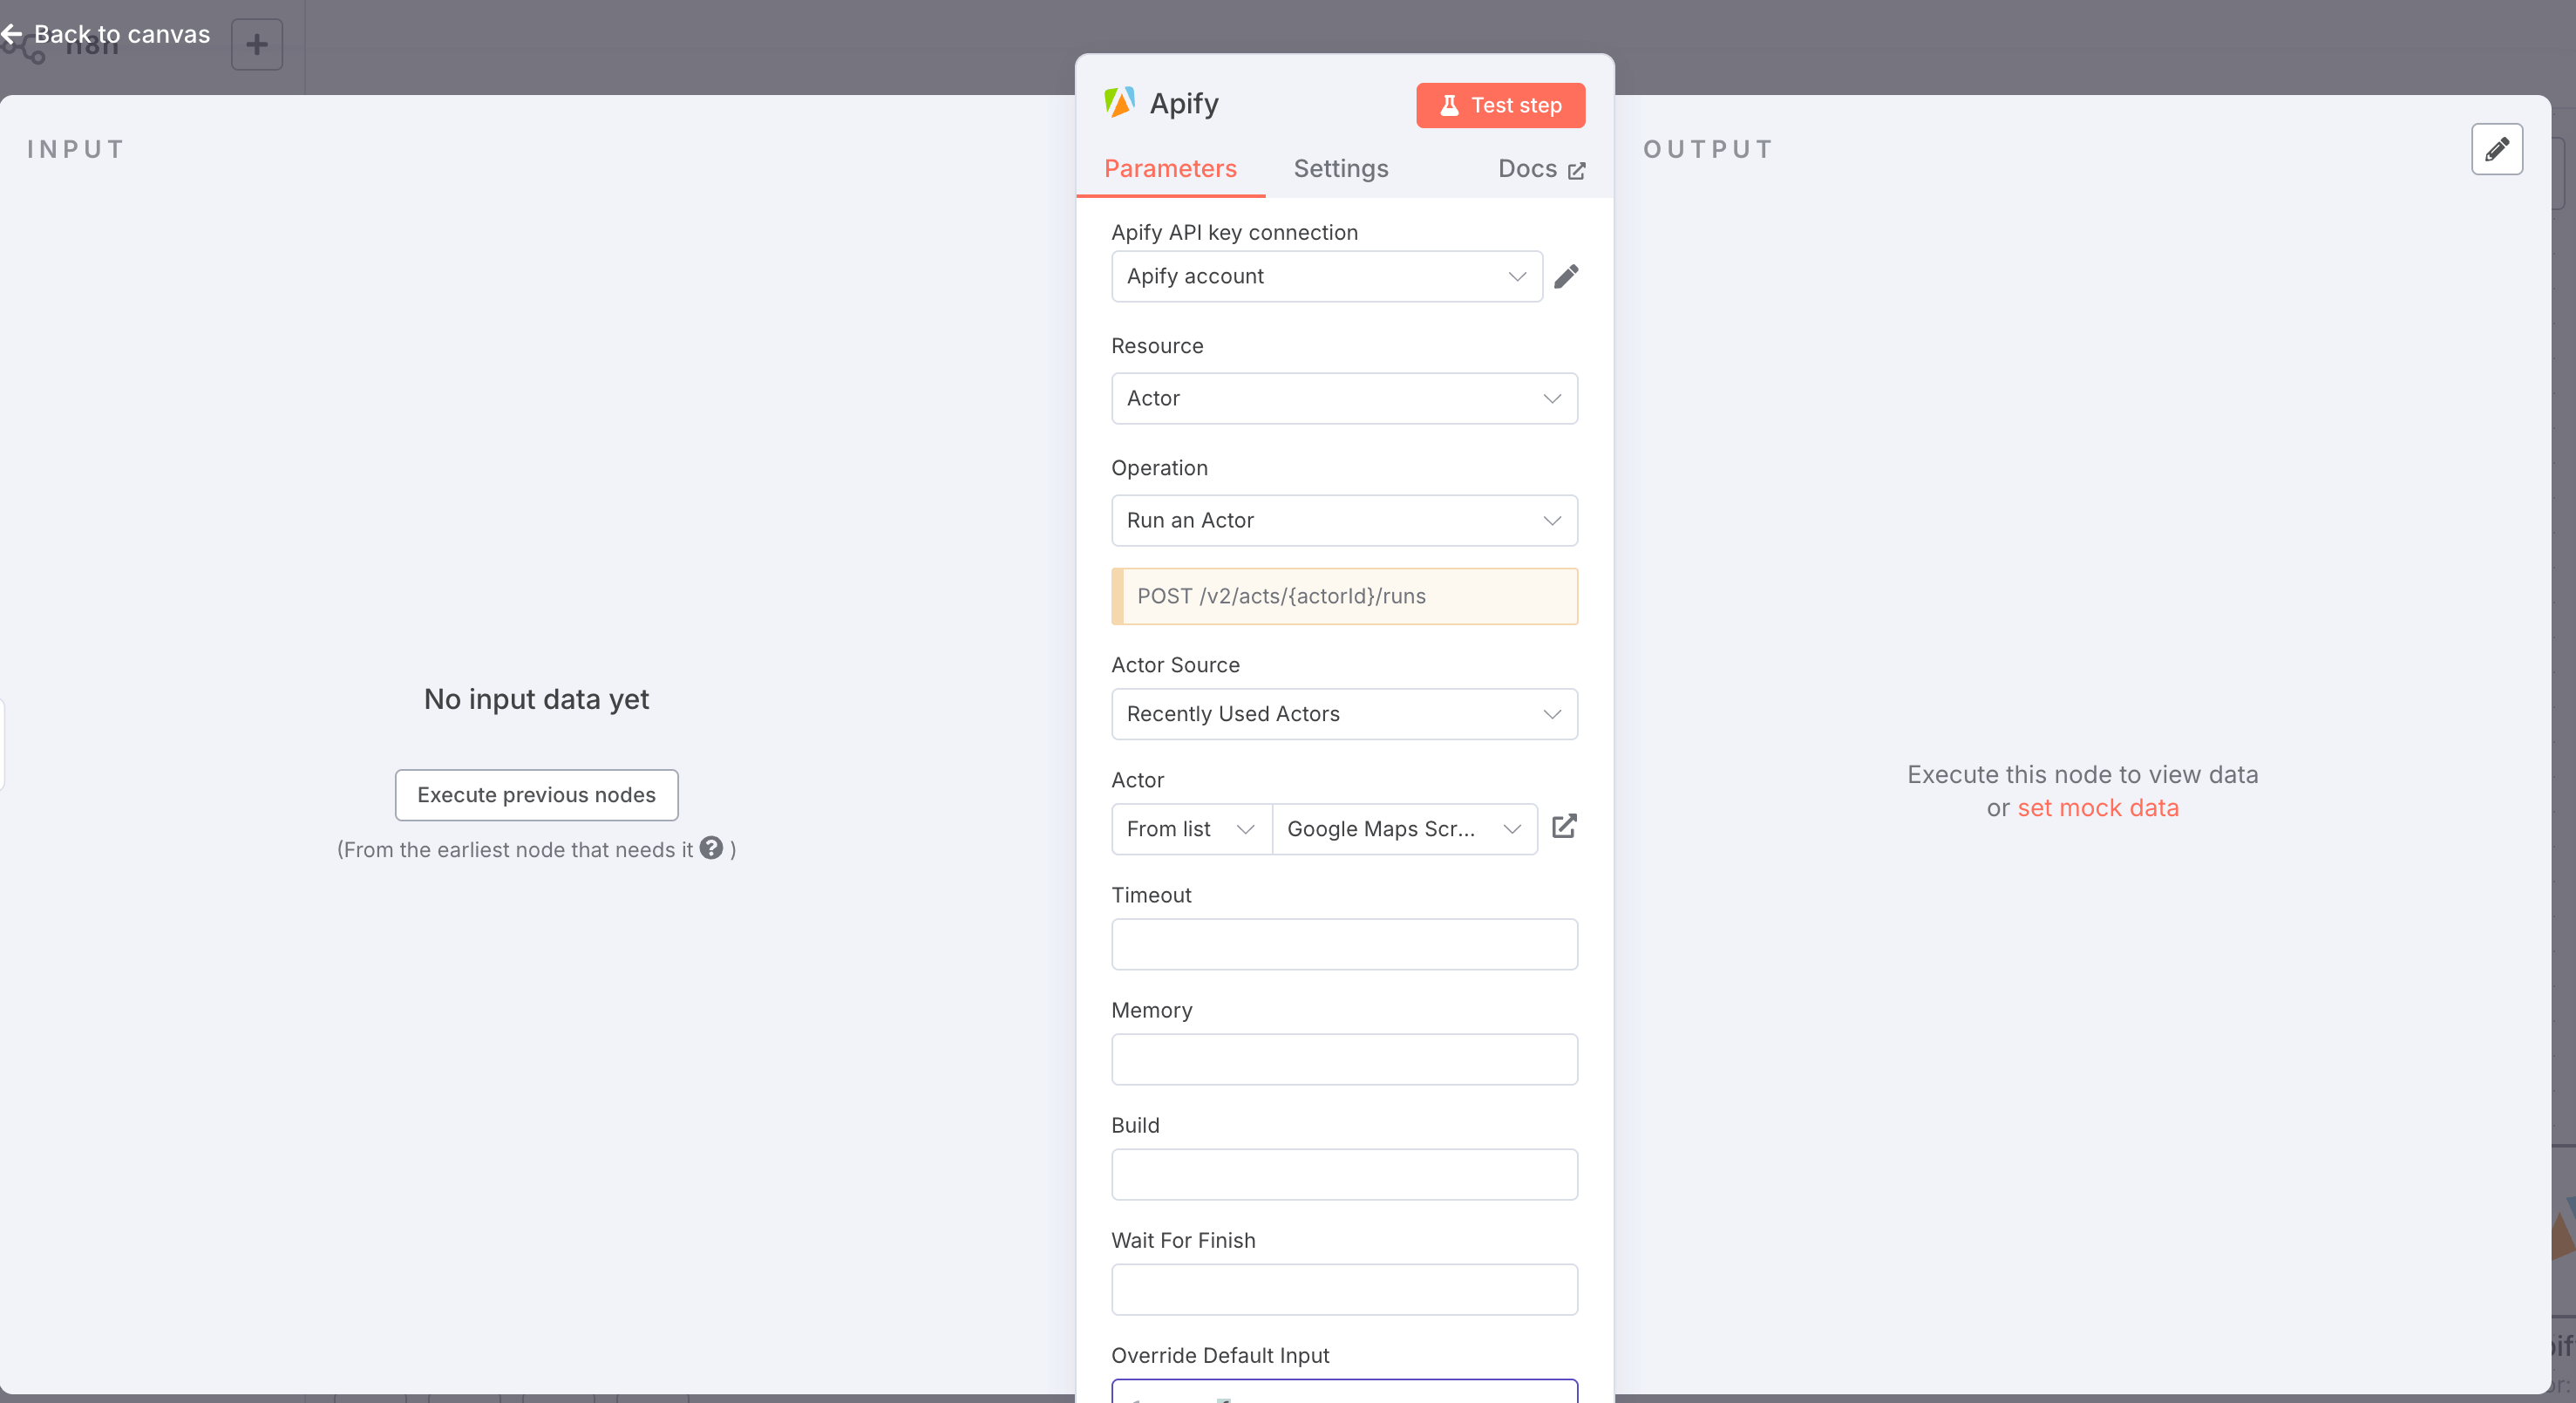 Back to canvas
n8n
INPUT
No input data yet
Execute previous nodes
(From the earliest node that needs it ? )
Apify
Test step
Parameters
Settings
Docs
Apify API key connection
Apify account
Resource
Actor
Operation
Run an Actor
POST /v2/acts/{actorId}/runs
Actor Source
Recently Used Actors
Actor
From list
Google Maps Scr...
Timeout
Memory
Build
Wait For Finish
Override Default Input
OUTPUT
Execute this node to view data
or set mock data